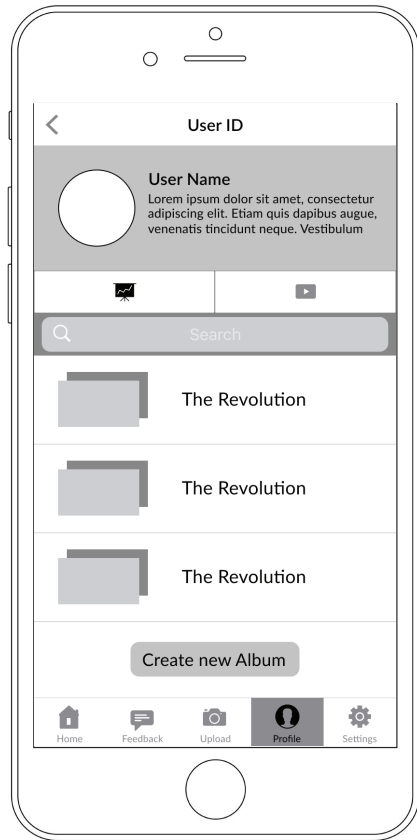 User ID
User Name
Lorem ipsum dolor sit amet, consectetur
adipiscing elit. Etiam quis dapibus augue,
venenatis tincidunt neque. Vestibulum
Search
The Revolution
The Revolution
The Revolution
Create new Album
Home Feedback Upload Profile Settings